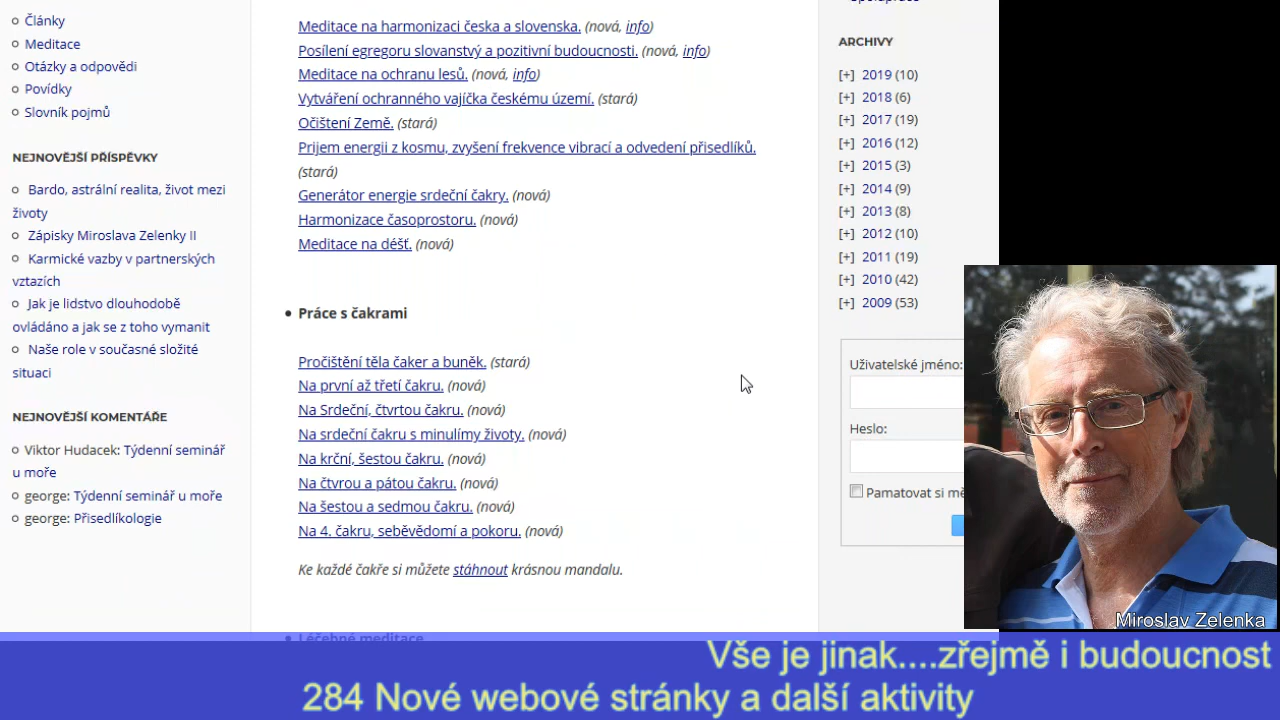 Články
Meditace
Otázky a odpovědi
Povídky
Slovník pojmů
NEJNOVĚJŠÍ PŘÍSPĚVKY
Bardo, astrální realita, život mezi
životy
Zápisky Miroslava Zelenky II
Karmické vazby v partnerských
vztazích
Jak je lidstvo dlouhodobě
ovládáno a jak se z toho vymanit
Naše role v současné složité
situaci
NEJNOVĚJŠÍ KOMENTÁŘE
Viktor Hudacek: Týdenní seminář
u moře
george: Týdenní seminář u moře
george: Přisedlíkologie
Meditace na harmonizaci česka a slovenska. (nová, info)
Posílení egregoru slovanstvý a pozitivní budoucnosti. (nová, info)
Meditace na ochranu lesů. (nová, info)
Vytváření ochranného vajíčka českému území. (stará)
Očištění Země. (stará)
Prijem energii z kosmu, zvyšení frekvence vibrací a odvedení přisedlíků.
(stará)
Generátor energie srdeční čakry. (nová)
Harmonizace časoprostoru. (nová)
Meditace na déšť. (nová)
Práce s čakrami
Pročištění těla čaker a buněk. (stará)
Na první až třetí čakru. (nová)
Na Srdeční, čtvrtou čakru. (nová)
Na srdeční čakru s minulímy životy. (nová)
Na krční, šestou čakru. (nová)
Na čtvrou a pátou čakru. (nová)
Na šestou a sedmou čakru. (nová)
Na 4. čakru, seběvědomí a pokoru. (nová)
Ke každé čakře si můžete stáhnout krásnou mandalu.
Léčebné meditace
ARCHIVY
[+] 2019 (10)
[+] 2018 (6)
[+] 2017 (19)
[+] 2016 (12)
[+] 2015 (3)
[+] 2014 (9)
[+] 2013 (8)
[+] 2012 (10)
[+] 2011 (19)
[+] 2010 (42)
[+] 2009 (53)
Uživatelské jméno:
Heslo:
Pamatovat si mě
Miroslav Zelenka
Vše je jinak....zřejmě i budoucnost
284 Nové webové stránky a další aktivity